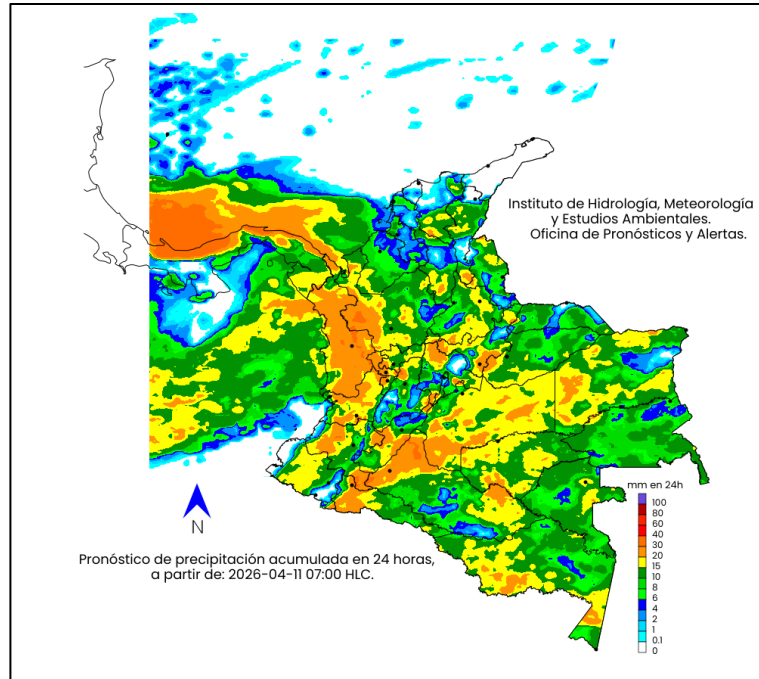 Instituto de Hidrología, Meteorología
y Estudios Ambientales.
Oficina de Pronósticos y Alertas.
mm en 24h
100
80
60
40
30
20
15
10
8
6
4
2
1
0.1
0
N
Pronóstico de precipitación acumulada en 24 horas,
a partir de: 2026-04-11 07:00 HLC.